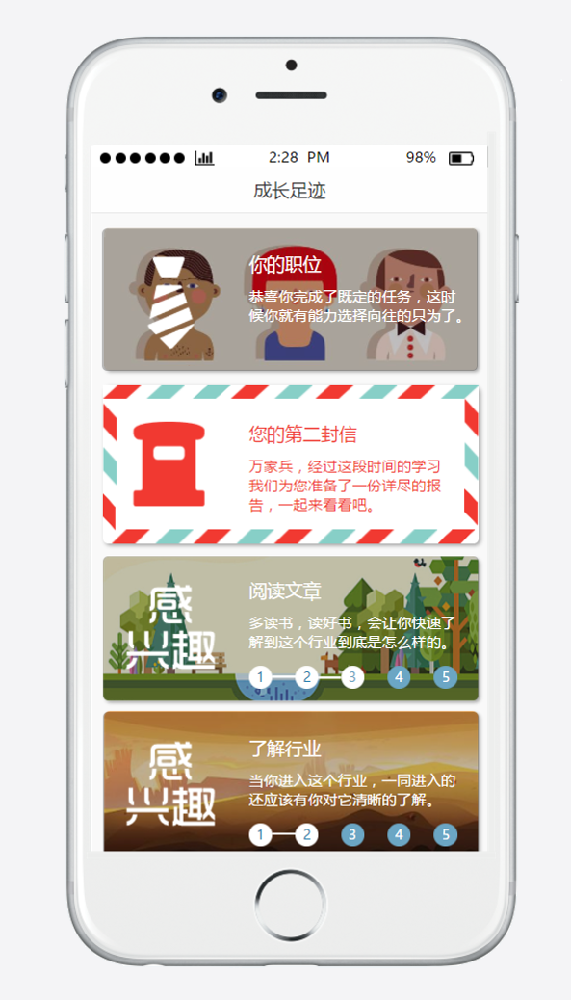 2:28 PM
98%
成长足迹
你的职位
恭喜你完成了既定的任务，这时
候你就有能力选择向往的只为了。
您的第二封信
万家兵，经过这段时间的学习
我们为您准备了一份详尽的报
告，一起来看看吧。
感
兴趣
阅读文章
多读书，读好书，会让你快速了
解到这个行业到底是怎么样的。
1 2 3 4 5
感
兴趣
了解行业
当你进入这个行业，一同进入的
还应该有你对它清晰的了解。
1 2 3 4 5